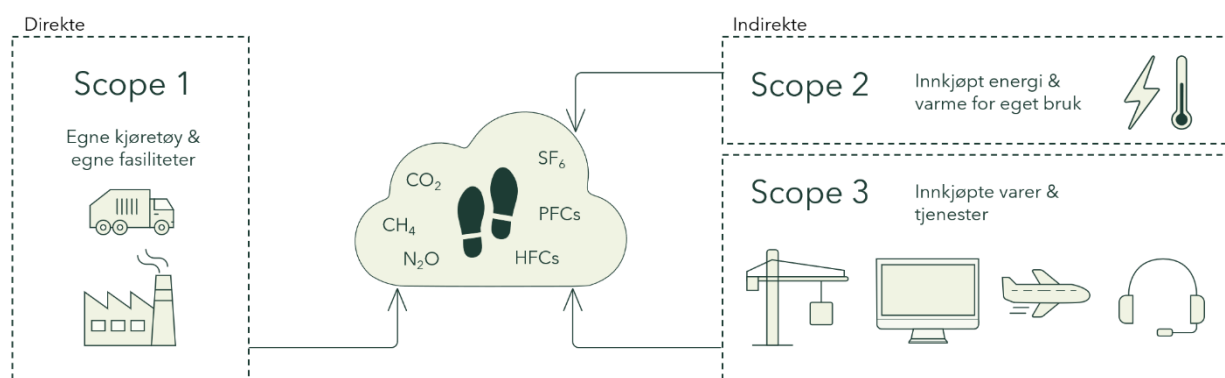 Direkte
Scope 1
Egne kjøretøy &
egne fasiliteter
CO₂
CH₄
N₂O
SF₆
PFCs
HFCs
Indirekte
Scope 2
Innkjøpt energi &
varme for eget bruk
Scope 3
Innkjøpte varer &
tjenester